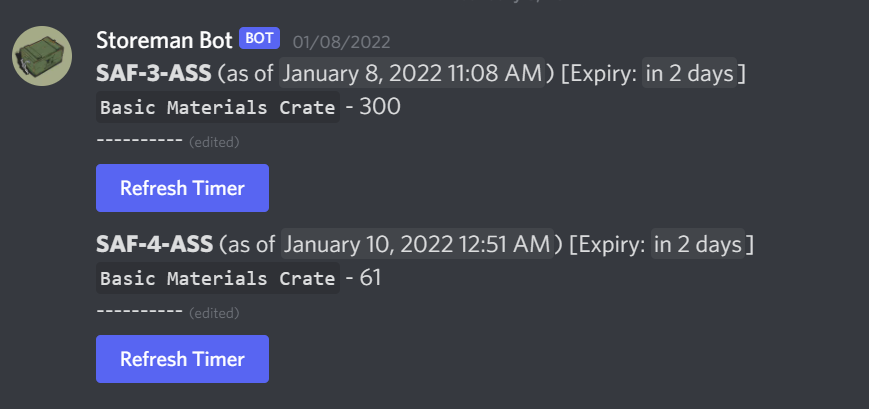 Storeman Bot BOT 01/08/2022
SAF-3-ASS (as of January 8, 2022 11:08 AM) [Expiry: in 2 days]
Basic Materials Crate - 300
---------- (edited)
Refresh Timer
SAF-4-ASS (as of January 10, 2022 12:51 AM) [Expiry: in 2 days]
Basic Materials Crate - 61
---------- (edited)
Refresh Timer